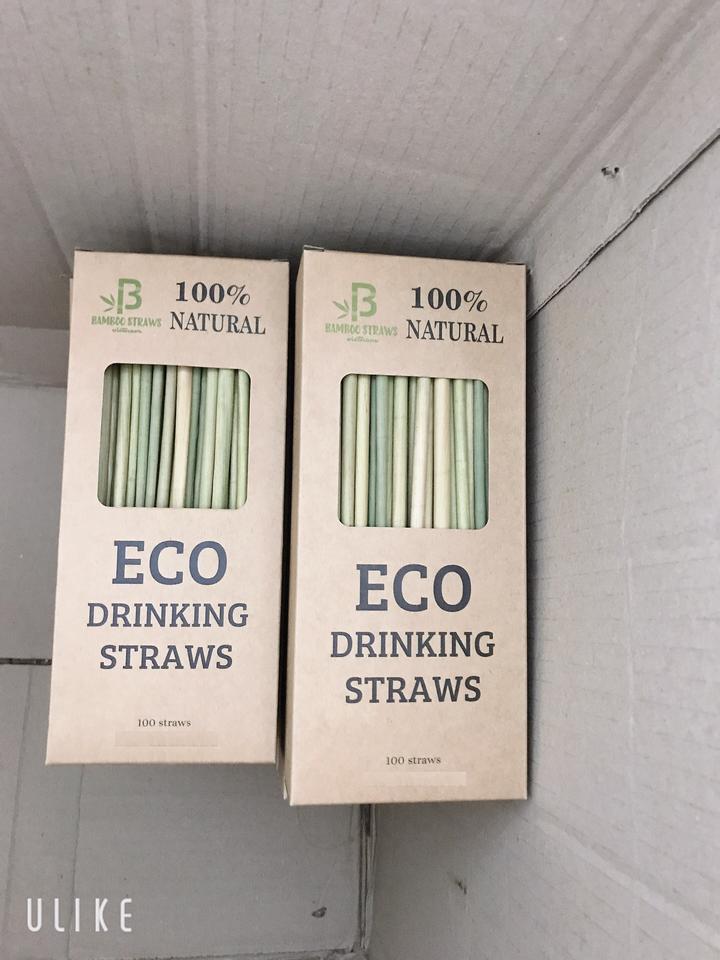 B
BAMBOO STRAWS
100%
NATURAL
ECO
DRINKING
STRAWS
100 straws
B
BAMBOO STRAWS
100%
NATURAL
ECO
DRINKING
STRAWS
100 straws
ULIKE